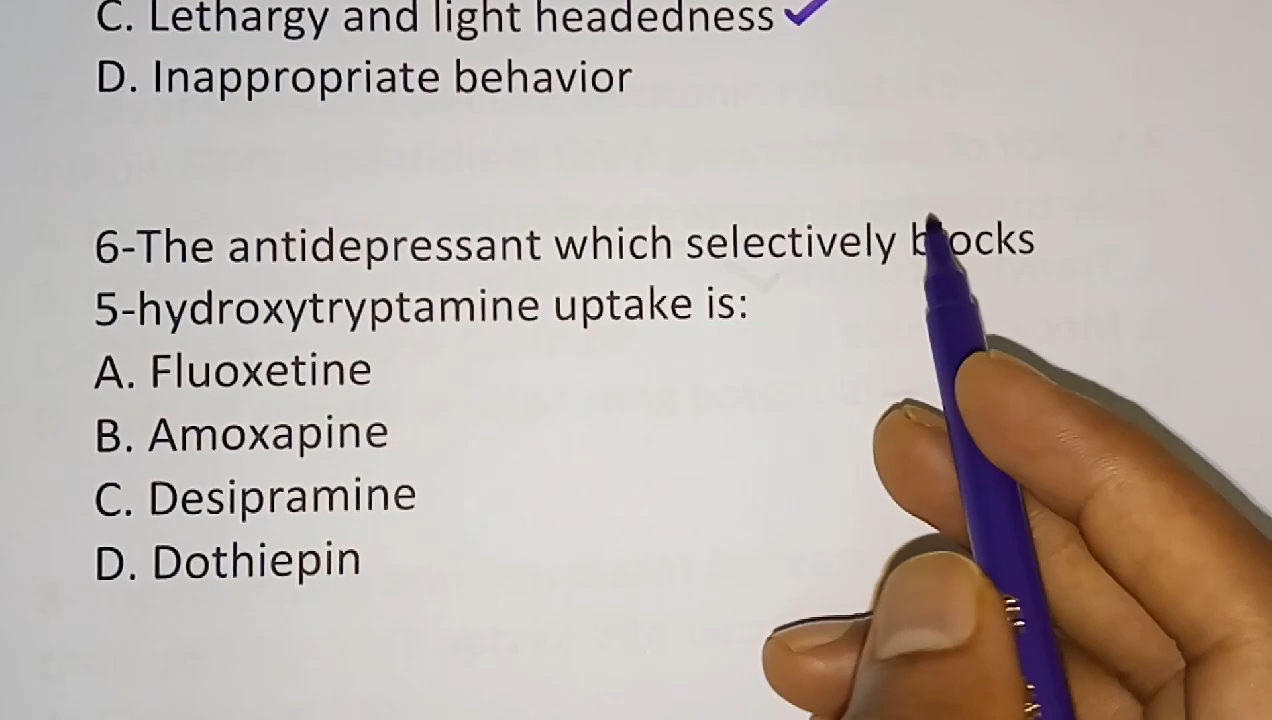 C. Lethargy and light headedness
D. Inappropriate behavior
6-The antidepressant which selectively blocks
5-hydroxytryptamine uptake is:
A. Fluoxetine
B. Amoxapine
C. Desipramine
D. Dothiepin